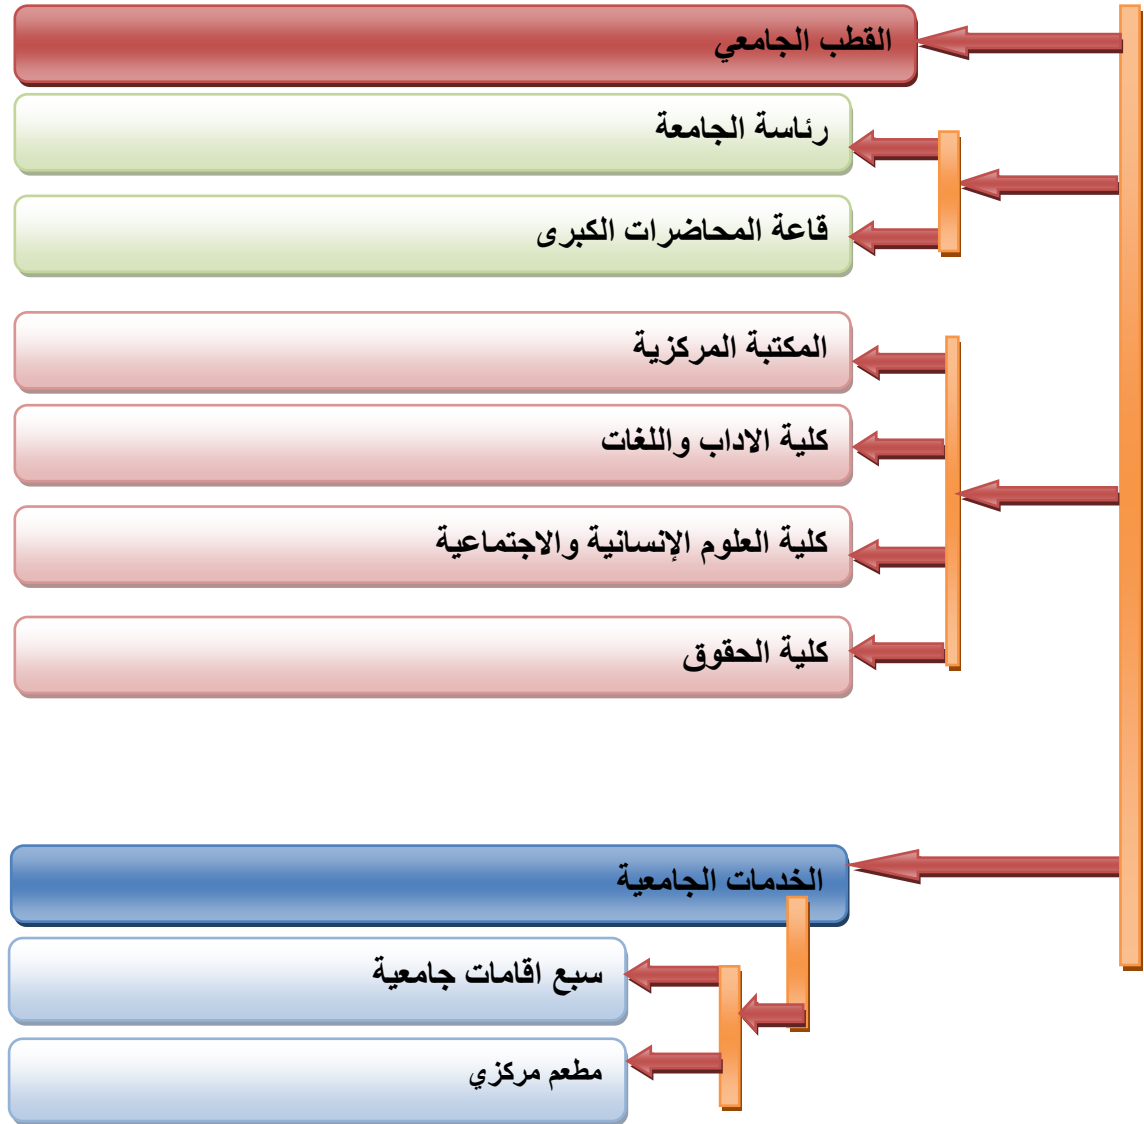 القطب الجامعي
رئاسة الجامعة
قاعة المحاضرات الكبرى
المكتبة المركزية
كلية الاداب واللغات
كلية العلوم الإنسانية والاجتماعية
كلية الحقوق
الخدمات الجامعية
سبع اقامات جامعية
مطعم مركزي